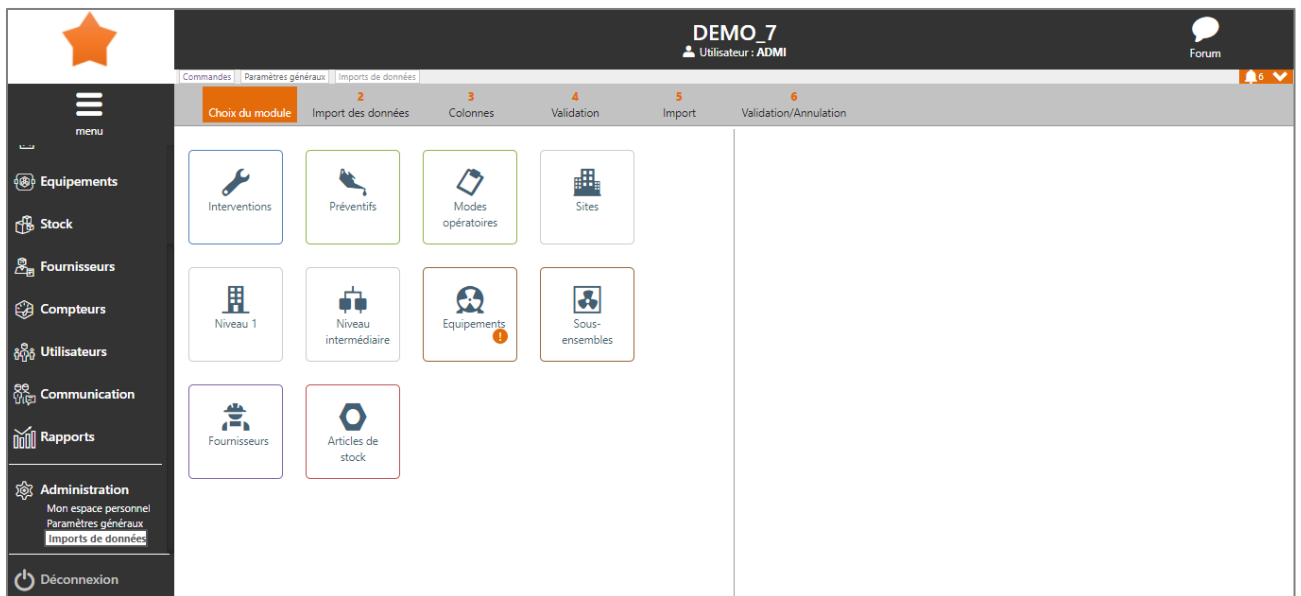 DEMO_7
Utilisateur : ADMI
Forum
Commandes Paramètres généraux Imports de données
6
menu
Choix du module
2
Import des données
3
Colonnes
4
Validation
5
Import
6
Validation/Annulation
Equipements
Stock
Fournisseurs
Compteurs
Utilisateurs
Communication
Rapports
Administration
Mon espace personnel
Paramètres généraux
Imports de données
Déconnexion
Interventions
Préventifs
Modes
opératoires
Sites
Niveau 1
Niveau
intermédiaire
Equipements
!
Sous-
ensembles
Fournisseurs
Articles de
stock